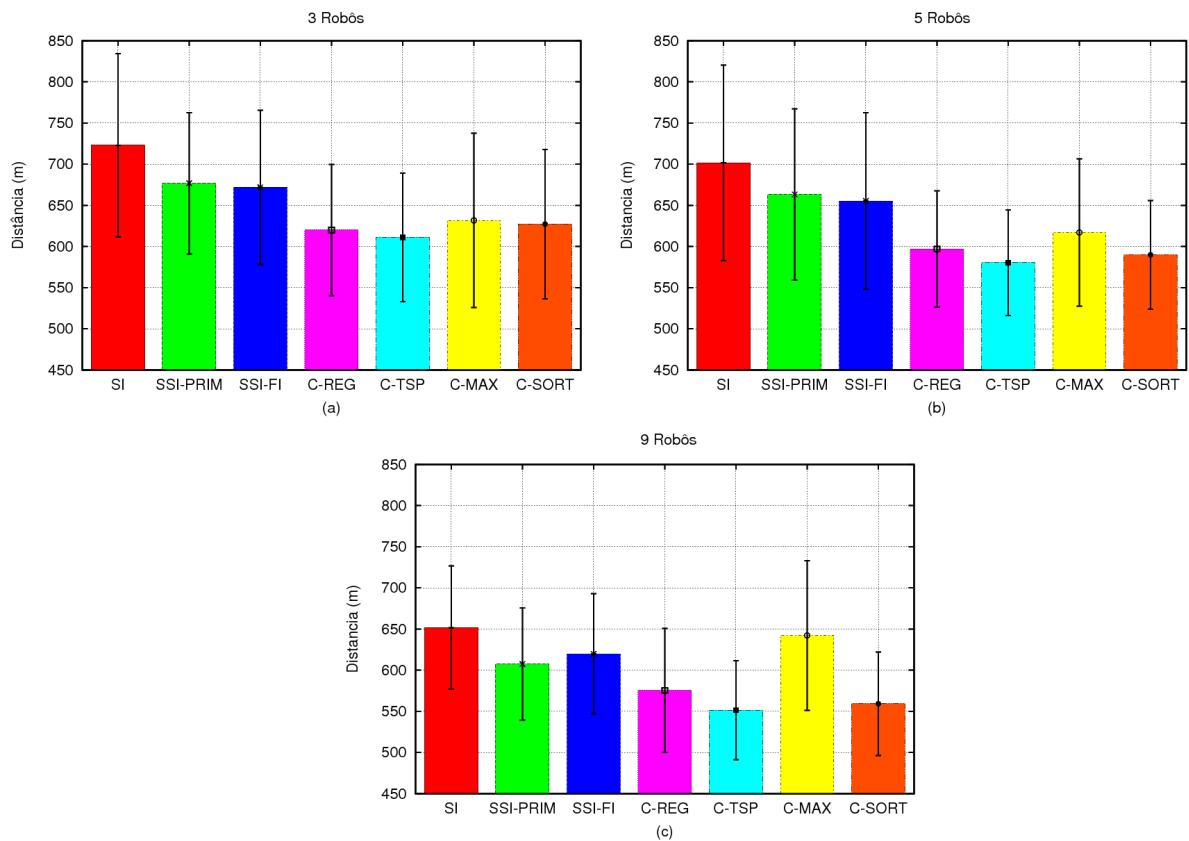 3 Robôs
850
800
750
700
650
600
550
500
450
Distância (m)
SI SSI-PRIM SSI-FI C-REG C-TSP C-MAX C-SORT
(a)
5 Robôs
850
800
750
700
650
600
550
500
450
Distancia (m)
SI SSI-PRIM SSI-FI C-REG C-TSP C-MAX C-SORT
(b)
9 Robôs
850
800
750
700
650
600
550
500
450
Distancia (m)
SI SSI-PRIM SSI-FI C-REG C-TSP C-MAX C-SORT
(c)